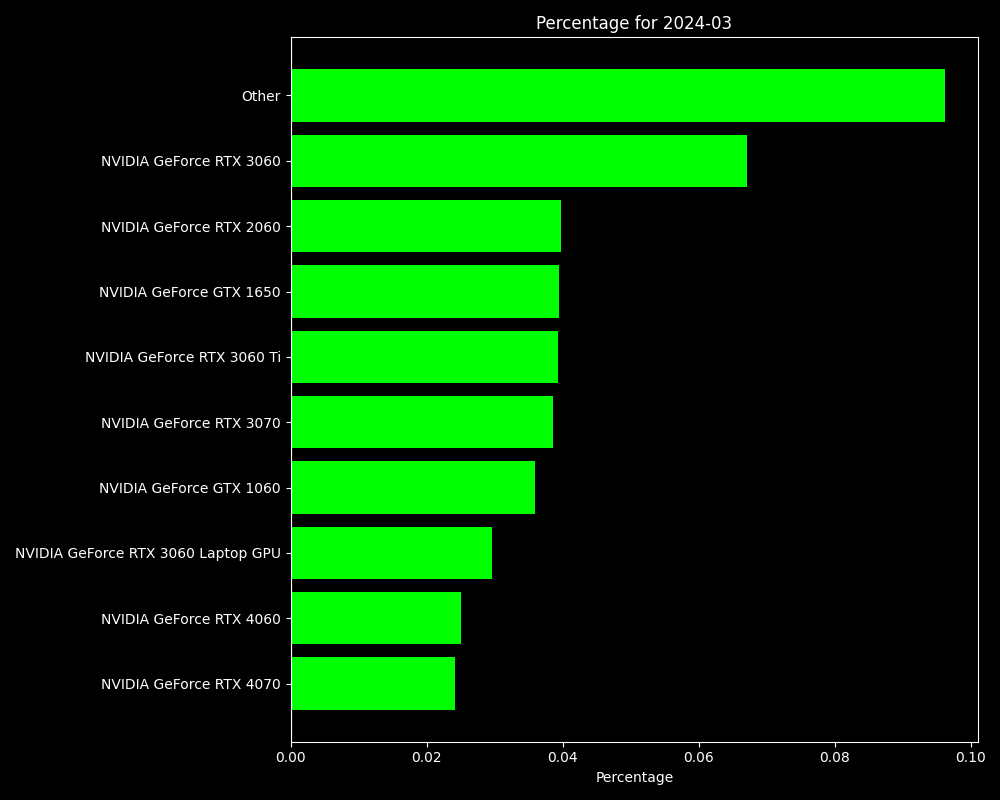 Percentage for 2024-03
Other
NVIDIA GeForce RTX 3060
NVIDIA GeForce RTX 2060
NVIDIA GeForce GTX 1650
NVIDIA GeForce RTX 3060 Ti
NVIDIA GeForce RTX 3070
NVIDIA GeForce GTX 1060
NVIDIA GeForce RTX 3060 Laptop GPU
NVIDIA GeForce RTX 4060
NVIDIA GeForce RTX 4070
0.00 0.02 0.04 0.06 0.08 0.10
Percentage